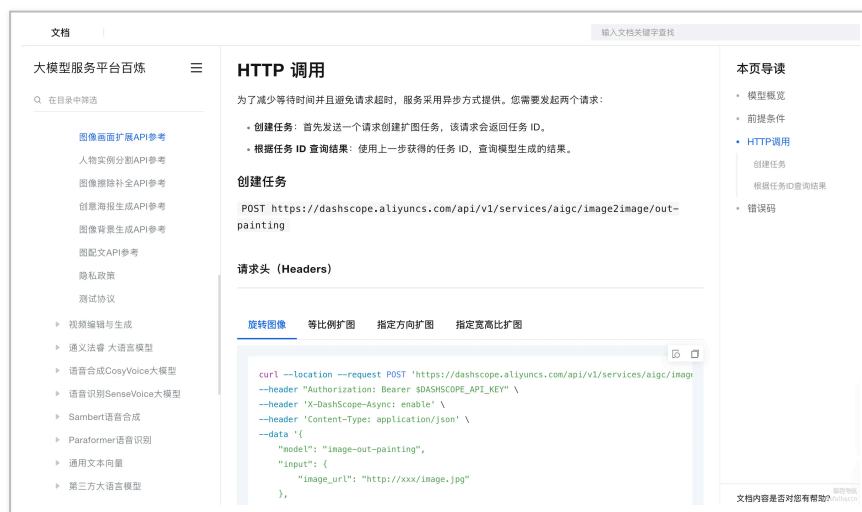 文档
输入文档关键字查找
大模型服务平台百炼
在目录中筛选
图像画面扩展API参考
人物实例分割API参考
图像擦除补全API参考
创意海报生成API参考
图像背景生成API参考
图配文API参考
隐私政策
测试协议
视频编辑与生成
通义法睿 大语言模型
语音合成CosyVoice大模型
语音识别SenseVoice大模型
Sambert语音合成
Paraformer语音识别
通用文本向量
第三方大语言模型
HTTP 调用
为了减少等待时间并且避免请求超时，服务采用异步方式提供。您需要发起两个请求：
创建任务：首先发送一个请求创建扩图任务，该请求会返回任务 ID。
根据任务 ID 查询结果：使用上一步获得的任务 ID，查询模型生成的结果。
创建任务
POST https://dashscope.aliyuncs.com/api/v1/services/aigc/image2image/out-
painting
请求头（Headers）
旋转图像 等比例扩图 指定方向扩图 指定宽高比扩图
curl --location --request POST 'https://dashscope.aliyuncs.com/api/v1/services/aigc/imag
--header "Authorization: Bearer $DASHSCOPE_API_KEY" \
--header 'X-DashScope-Async: enable' \
--header 'Content-Type: application/json' \
--data '{
"model": "image-out-painting",
"input": {
"image_url": "http://xxx/image.jpg"
},
本页导读
模型概览
前提条件
HTTP调用
创建任务
根据任务ID查询结果
错误码
文档内容是否对您有帮助?